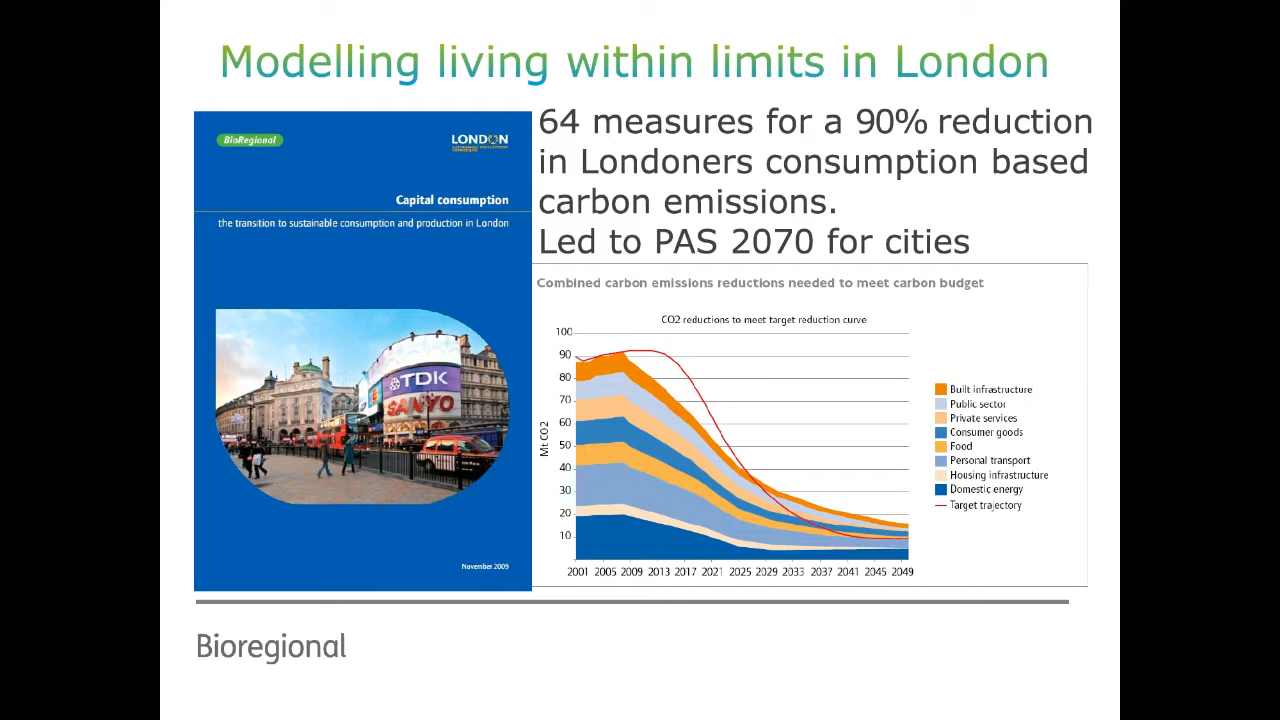 Modelling living within limits in London
BioRegional
LONDON
Capital consumption
the transition to sustainable consumption and production in London
TDK
SANYO
November 2009
64 measures for a 90% reduction
in Londoners consumption based
carbon emissions.
Led to PAS 2070 for cities
Combined carbon emissions reductions needed to meet carbon budget
CO2 reductions to meet target reduction curve
Mt CO2
100
90
80
70
60
50
40
30
20
10
2001 2005 2009 2013 2017 2021 2025 2029 2033 2037 2041 2045 2049
Built infrastructure
Public sector
Private services
Consumer goods
Food
Personal transport
Housing infrastructure
Domestic energy
Target trajectory
Bioregional